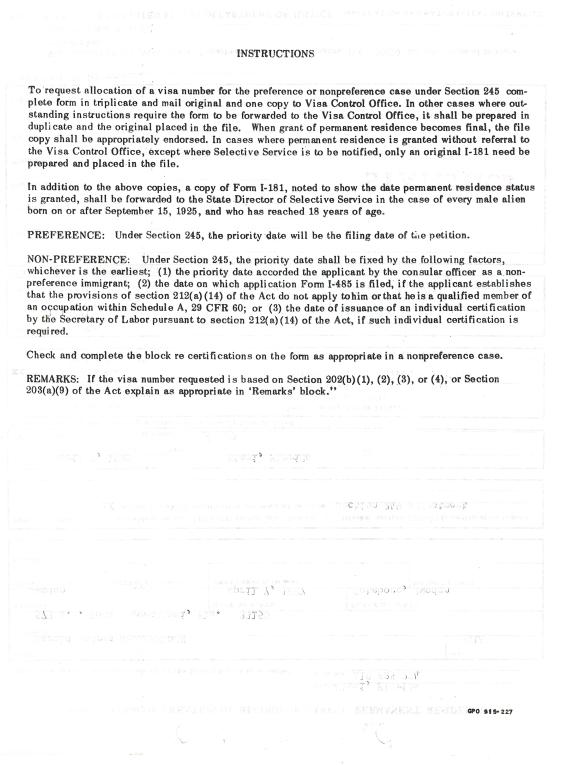 INSTRUCTIONS
To request allocation of a visa number for the preference or nonpreference case under Section 245 com-
plete form in triplicate and mail original and one copy to Visa Control Office. In other cases where out-
standing instructions require the form to be forwarded to the Visa Control Office, it shall be prepared in
duplicate and the original placed in the file. When grant of permanent residence becomes final, the file
copy shall be appropriately endorsed. In cases where permanent residence is granted without referral to
the Visa Control Office, except where Selective Service is to be notified, only an original I-181 need be
prepared and placed in the file.
In addition to the above copies, a copy of Form I-181, noted to show the date permanent residence status
is granted, shall be forwarded to the State Director of Selective Service in the case of every male alien
born on or after September 15, 1925, and who has reached 18 years of age.
PREFERENCE: Under Section 245, the priority date will be the filing date of the petition.
NON-PREFERENCE: Under Section 245, the priority date shall be fixed by the following factors,
whichever is the earliest; (1) the priority date accorded the applicant by the consular officer as a non-
preference immigrant; (2) the date on which application Form I-485 is filed, if the applicant establishes
that the provisions of section 212(a)(14) of the Act do not apply to him or that he is a qualified member of
an occupation within Schedule A, 29 CFR 60; or (3) the date of issuance of an individual certification
by the Secretary of Labor pursuant to section 212(a)(14) of the Act, if such individual certification is
required.
Check and complete the block re certifications on the form as appropriate in a nonpreference case.
REMARKS: If the visa number requested is based on Section 202(b)(1), (2), (3), or (4), or Section
203(a)(9) of the Act explain as appropriate in 'Remarks' block."
GPO 915-227